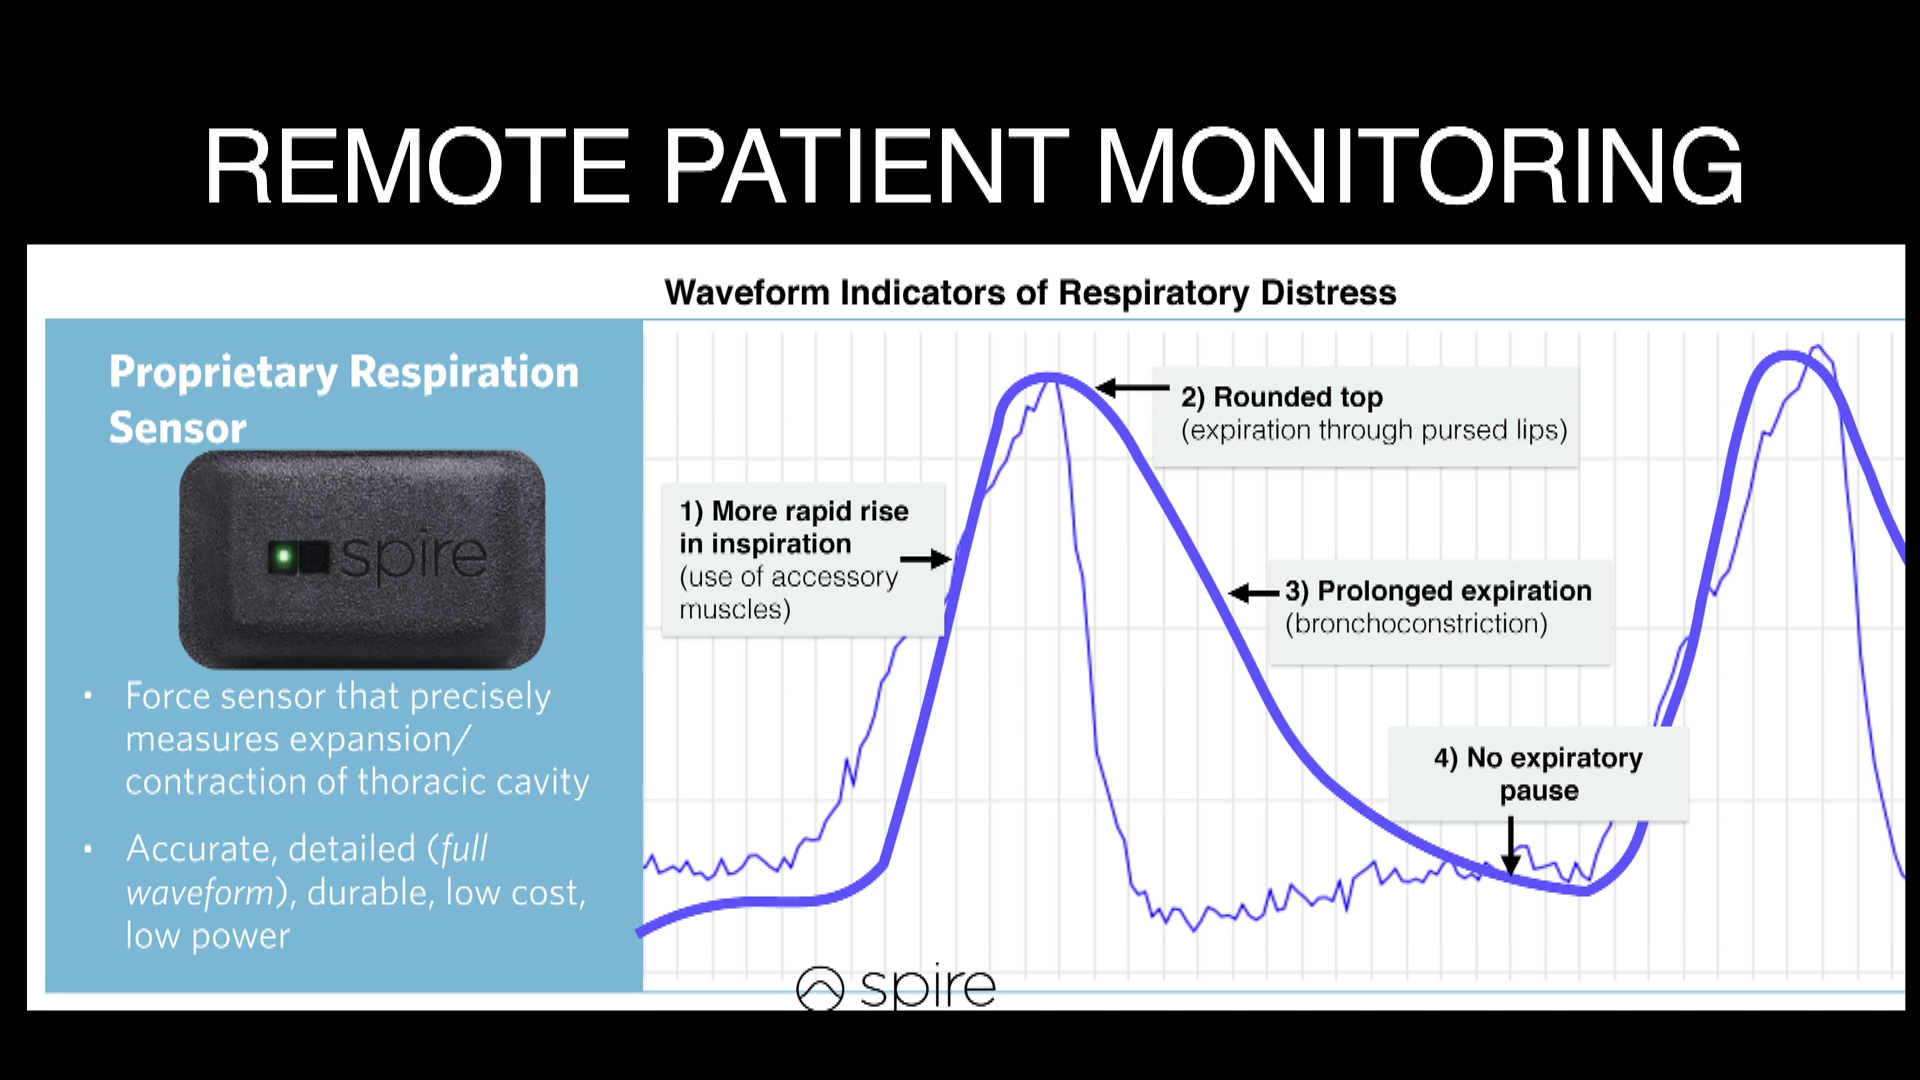 REMOTE PATIENT MONITORING
Waveform Indicators of Respiratory Distress
Proprietary Respiration
Sensor
spire
• Force sensor that precisely
measures expansion/
contraction of thoracic cavity
• Accurate, detailed (full
waveform), durable, low cost,
low power
1) More rapid rise
in inspiration
(use of accessory
muscles)
2) Rounded top
(expiration through pursed lips)
3) Prolonged expiration
(bronchoconstriction)
4) No expiratory
pause
spire